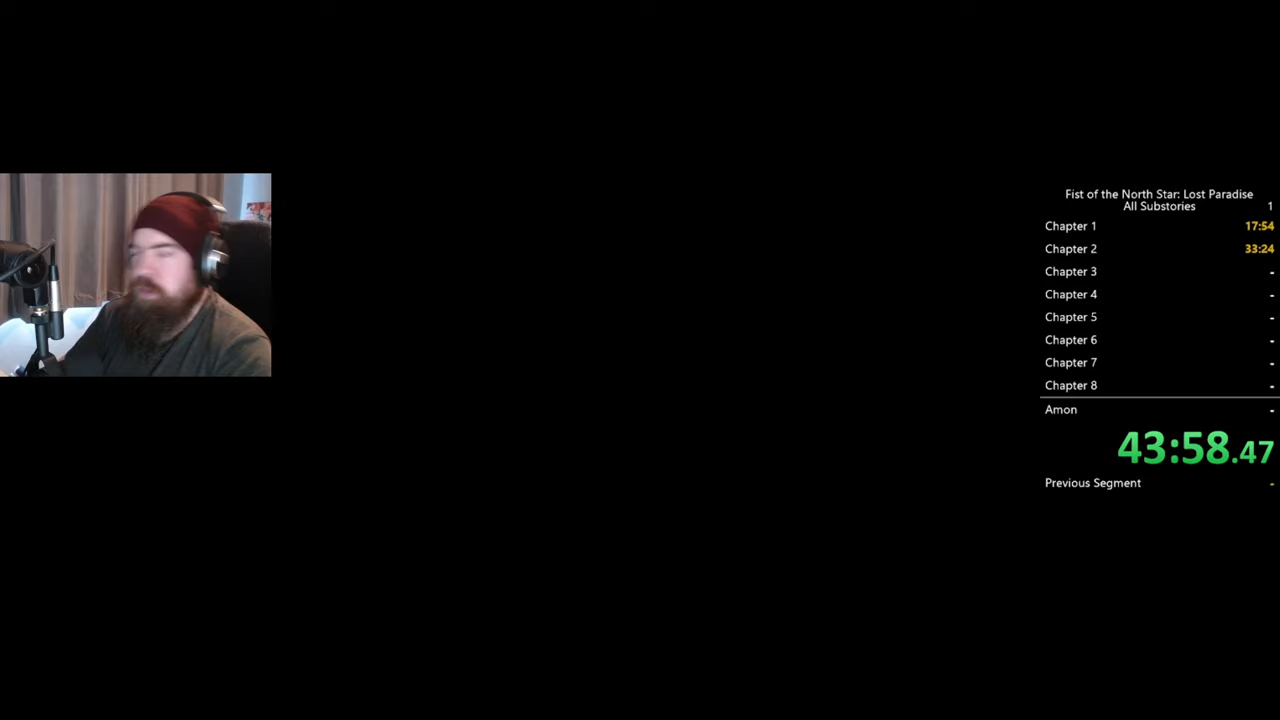 Fist of the North Star: Lost Paradise
All Substories 1
Chapter 1 17:54
Chapter 2 33:24
Chapter 3 -
Chapter 4 -
Chapter 5 -
Chapter 6 -
Chapter 7 -
Chapter 8 -
Amon -
43:58.47
Previous Segment -